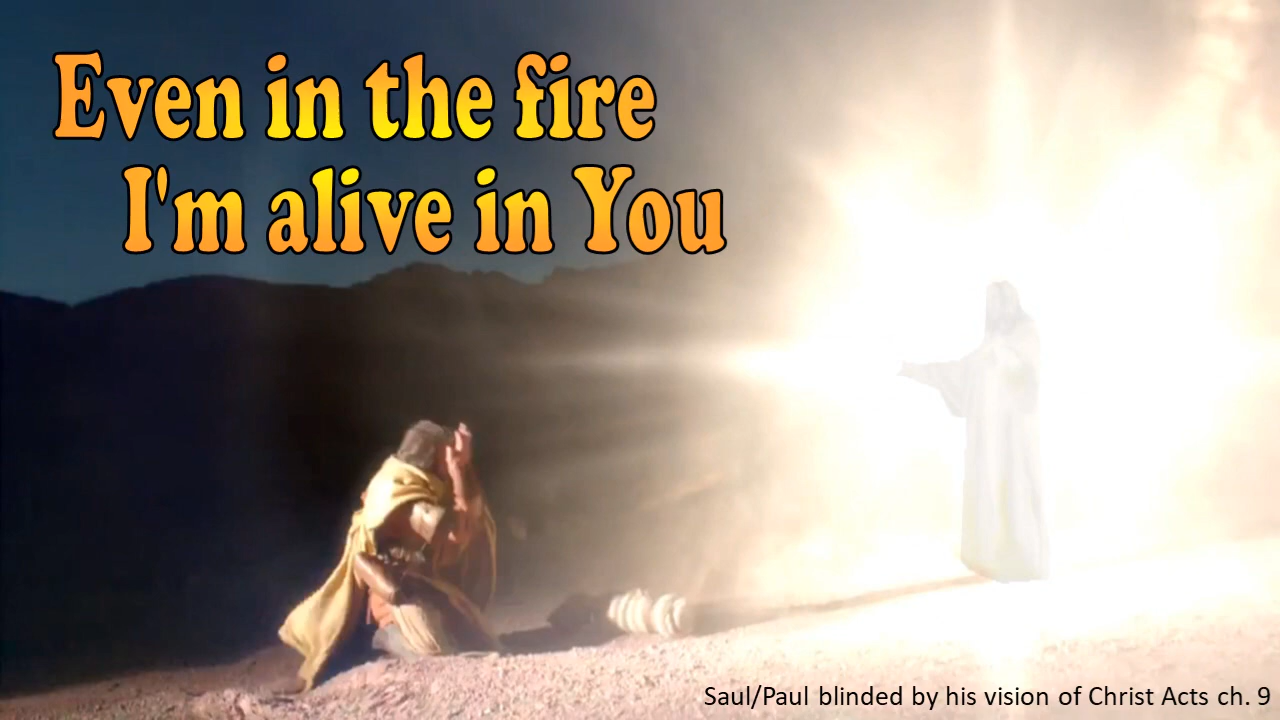 Even in the fire
I'm alive in You
Saul/Paul blinded by his vision of Christ Acts ch. 9